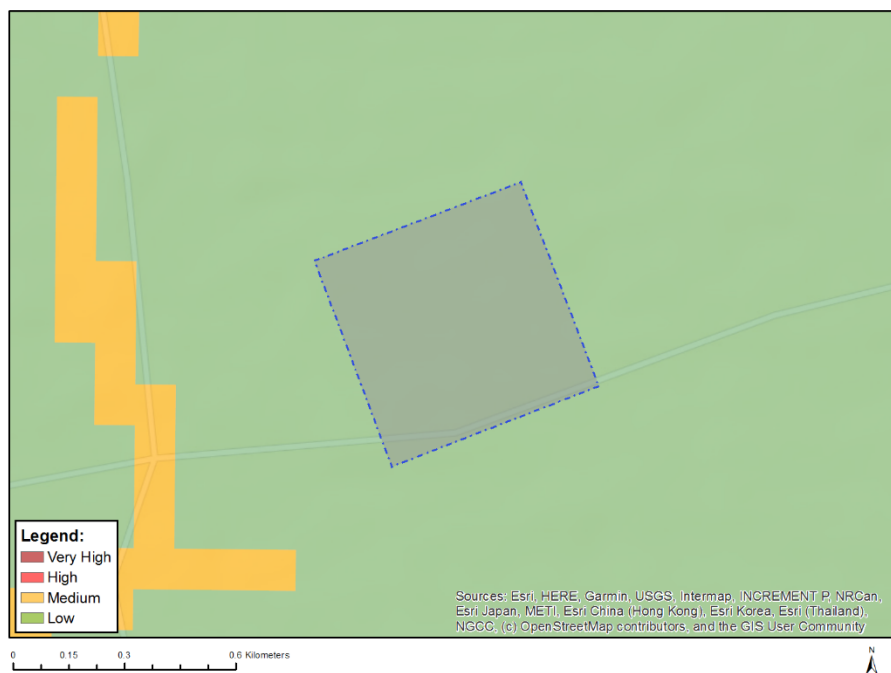 Legend:
Very High
High
Medium
Low
Sources: Esri, HERE, Garmin, USGS, Intermap, INCREMENT P, NRCan,
Esri Japan, METI, Esri China (Hong Kong), Esri Korea, Esri (Thailand),
NGCC, (c) OpenStreetMap contributors, and the GIS User Community
0 0.15 0.3 0.6 Kilometers
N